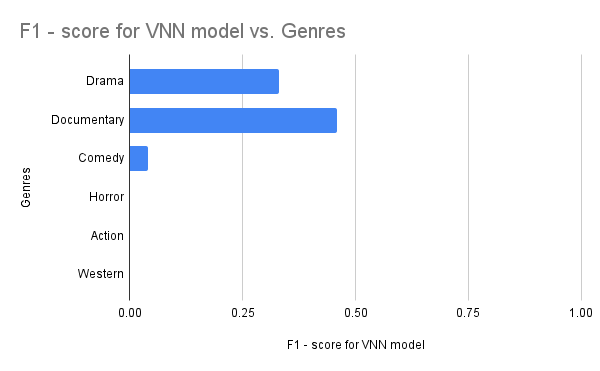 F1 - score for VNN model vs. Genres
Drama
Documentary
Comedy
Horror
Action
Western
Genres
0.00
0.25
0.50
0.75
1.00
F1 - score for VNN model